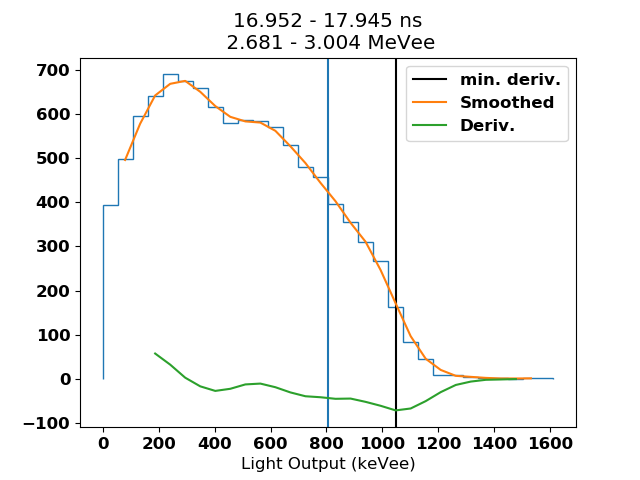 16.952 - 17.945 ns
2.681 - 3.004 MeVee
min. deriv.
Smoothed
Deriv.
700
600
500
400
300
200
100
0
−100
0 200 400 600 800 1000 1200 1400 1600
Light Output (keVee)